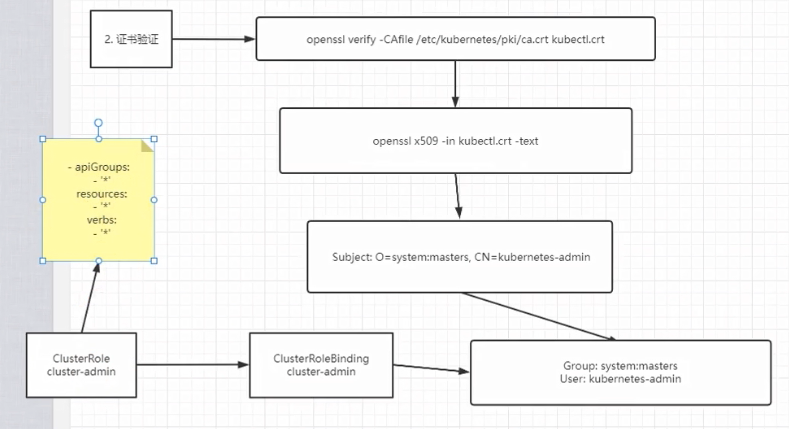 2. 证书验证
openssl verify -CAfile /etc/kubernetes/pki/ca.crt kubectl.crt
openssl x509 -in kubectl.crt -text
- apiGroups:
- '*'
resources:
- '*'
verbs:
- '*'
Subject: O=system:masters, CN=kubernetes-admin
ClusterRole
cluster-admin
ClusterRoleBinding
cluster-admin
Group: system:masters
User: kubernetes-admin